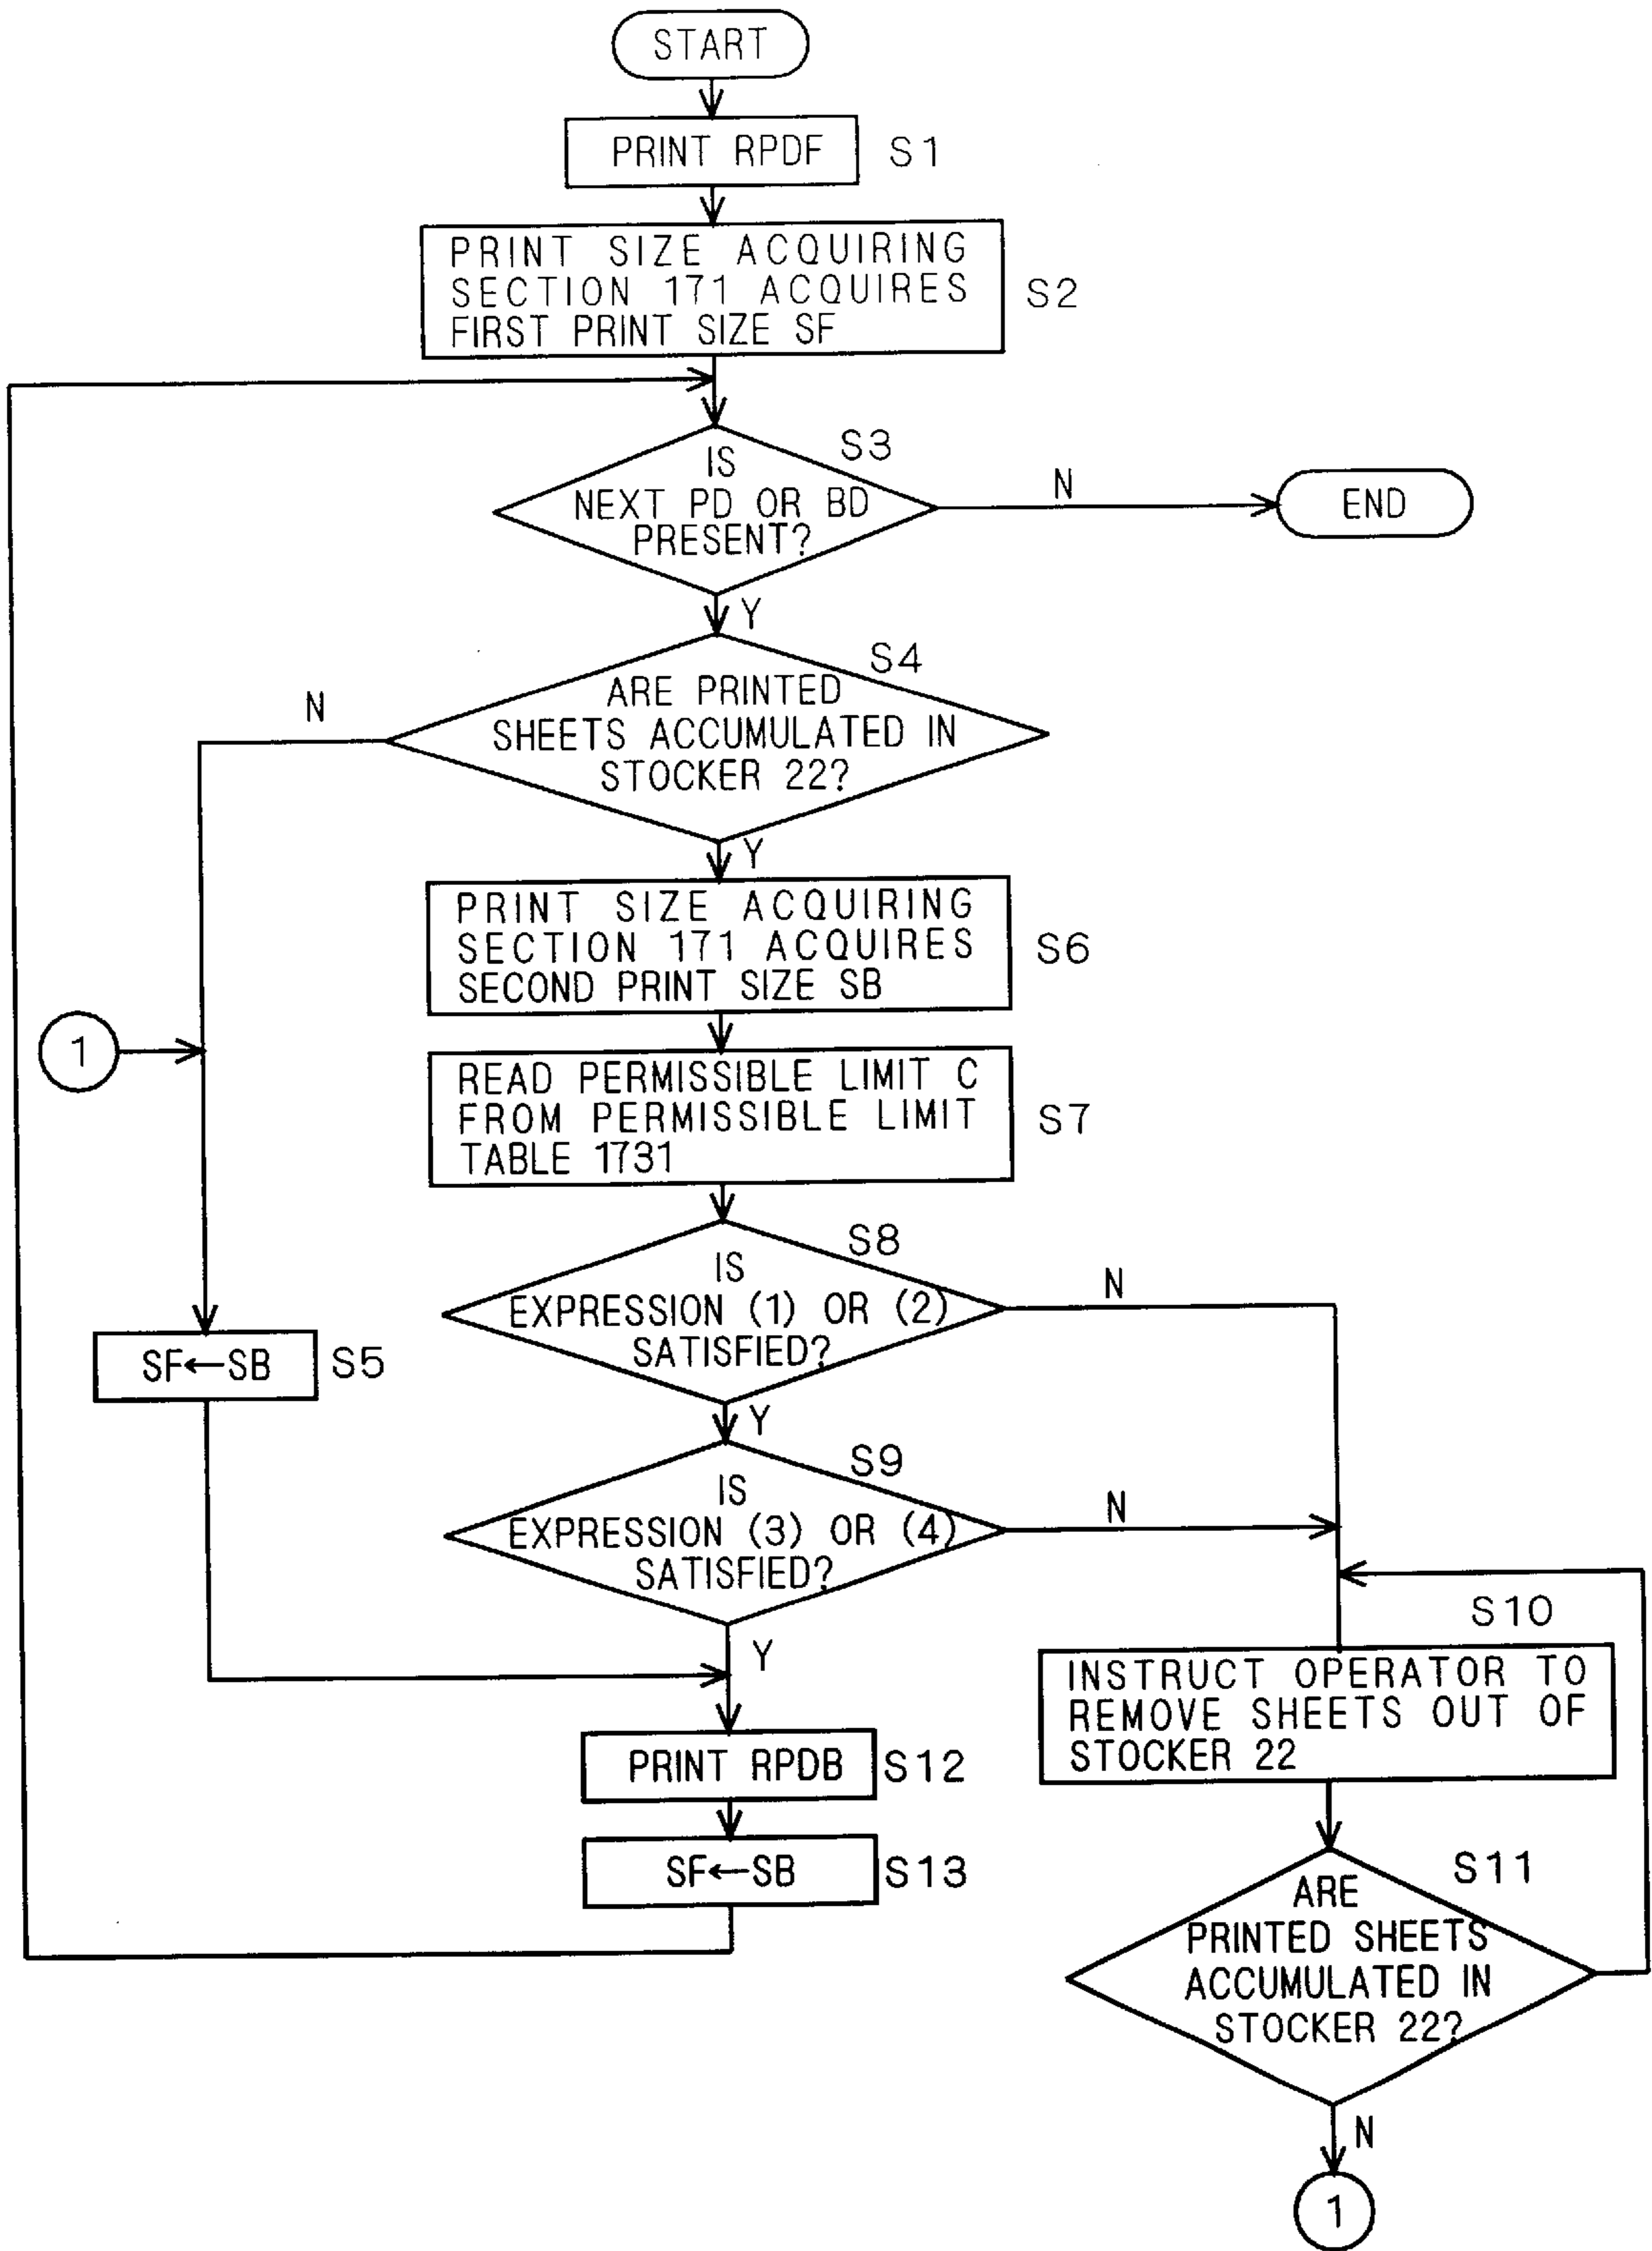 START
PRINT RPDF
S1
PRINT SIZE ACQUIRING
SECTION 171 ACQUIRES
FIRST PRINT SIZE SF
S2
S3
IS
NEXT PD OR BD
PRESENT?
N
END
Y
S4
ARE PRINTED
SHEETS ACCUMULATED IN
STOCKER 22?
N
Y
PRINT SIZE ACQUIRING
SECTION 171 ACQUIRES
SECOND PRINT SIZE SB
S6
1
READ PERMISSIBLE LIMIT C
FROM PERMISSIBLE LIMIT
TABLE 1731
S7
S8
IS
EXPRESSION (1) OR (2)
SATISFIED?
N
SF←SB
S5
Y
S9
IS
EXPRESSION (3) OR (4)
SATISFIED?
N
Y
S10
INSTRUCT OPERATOR TO
REMOVE SHEETS OUT OF
STOCKER 22
PRINT RPDB
S12
SF←SB
S13
S11
ARE
PRINTED SHEETS
ACCUMULATED IN
STOCKER 22?
N
1